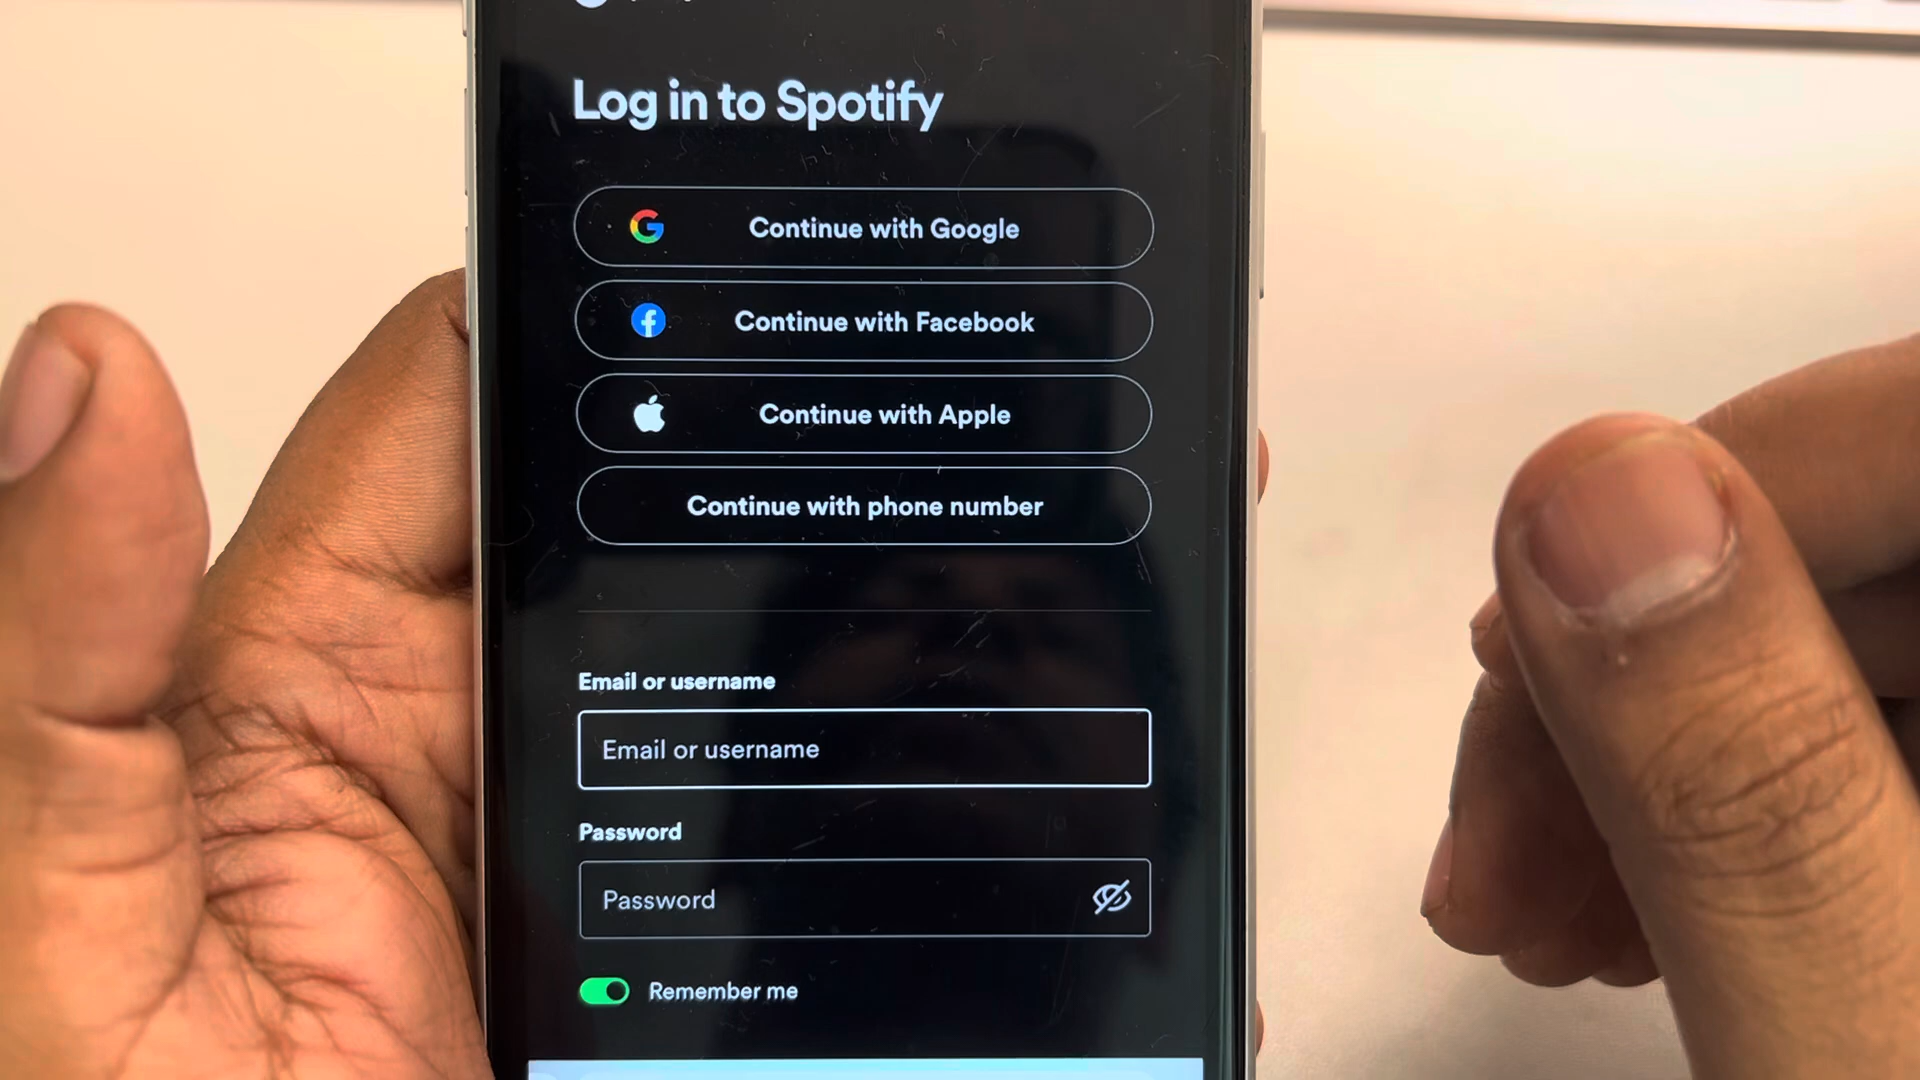 Log in to Spotify
Continue with Google
Continue with Facebook
Continue with Apple
Continue with phone number
Email or username
Email or username
Password
Password
Remember me